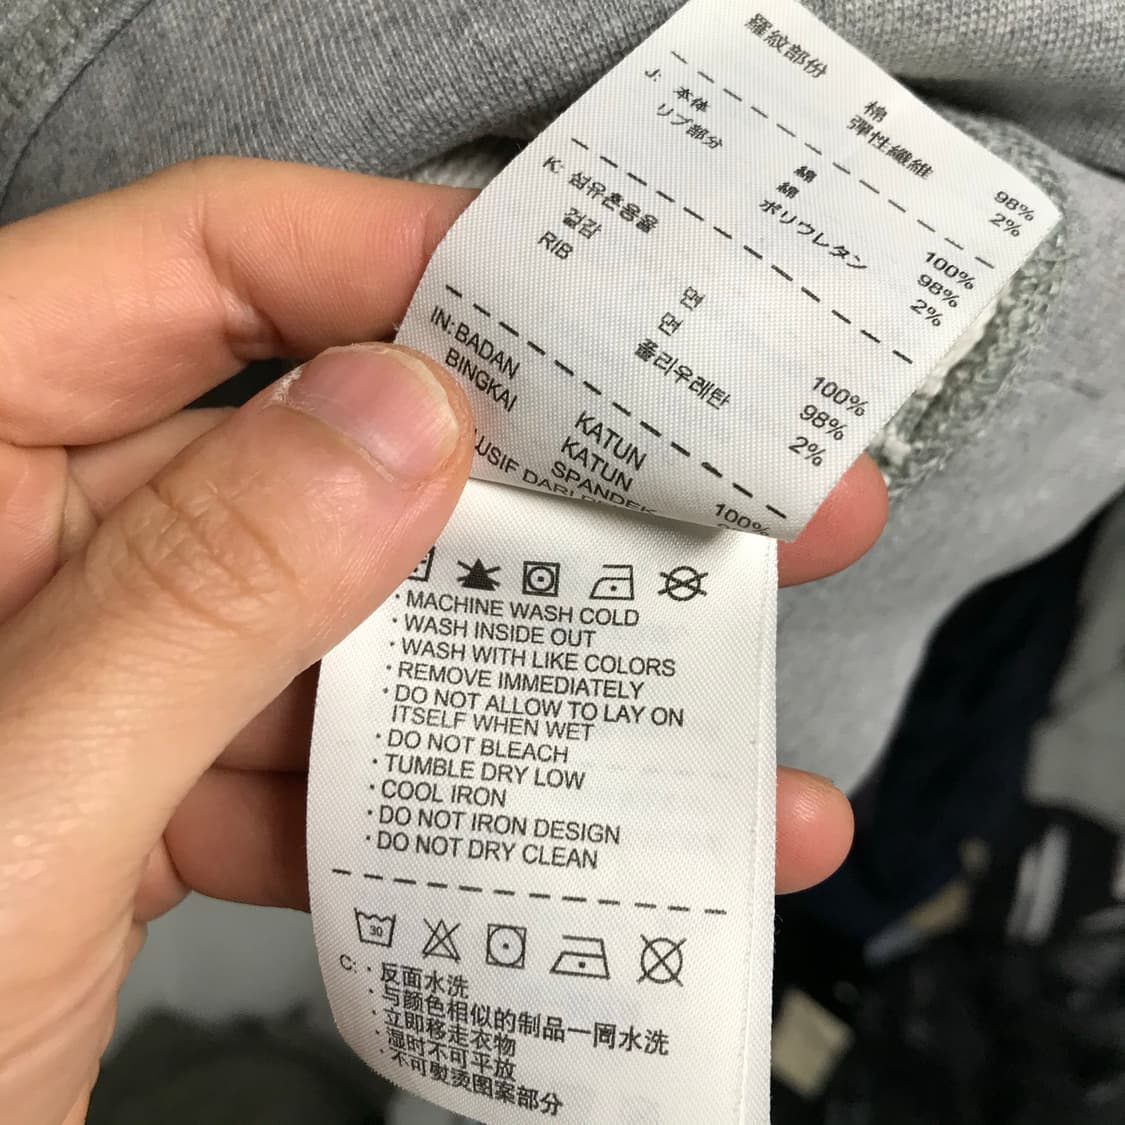 羅紋部份
棉 98%
彈性纖維 2%
J: 本体 綿 100%
リブ部分 綿 98%
ポリウレタン 2%
K: 섬유혼용율
겉감 면 100%
RIB 면 98%
폴리우레탄 2%
IN: BADAN KATUN 100%
BINGKAI KATUN
SPANDEK
DARI
· MACHINE WASH COLD
· WASH INSIDE OUT
· WASH WITH LIKE COLORS
· REMOVE IMMEDIATELY
· DO NOT ALLOW TO LAY ON
ITSELF WHEN WET
· DO NOT BLEACH
· TUMBLE DRY LOW
· COOL IRON
· DO NOT IRON DESIGN
· DO NOT DRY CLEAN
30
C: · 反面水洗
· 与颜色相似的制品一同水洗
· 立即移走衣物
· 湿时不可平放
· 不可熨烫图案部分